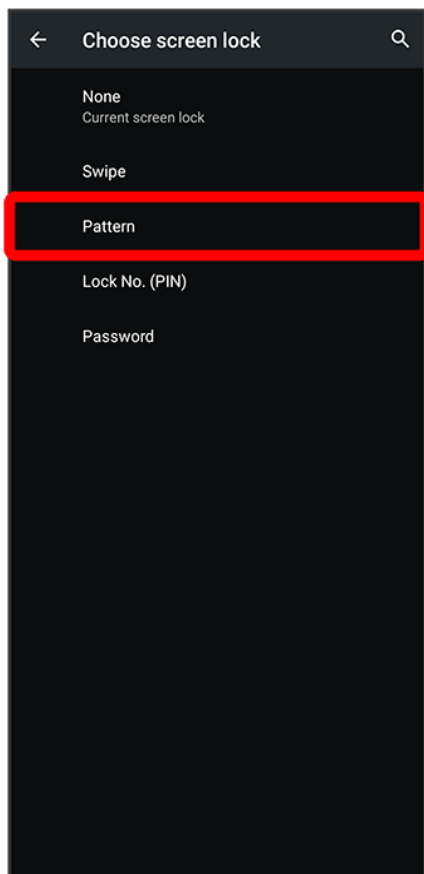 Choose screen lock
None
Current screen lock
Swipe
Pattern
Lock No. (PIN)
Password